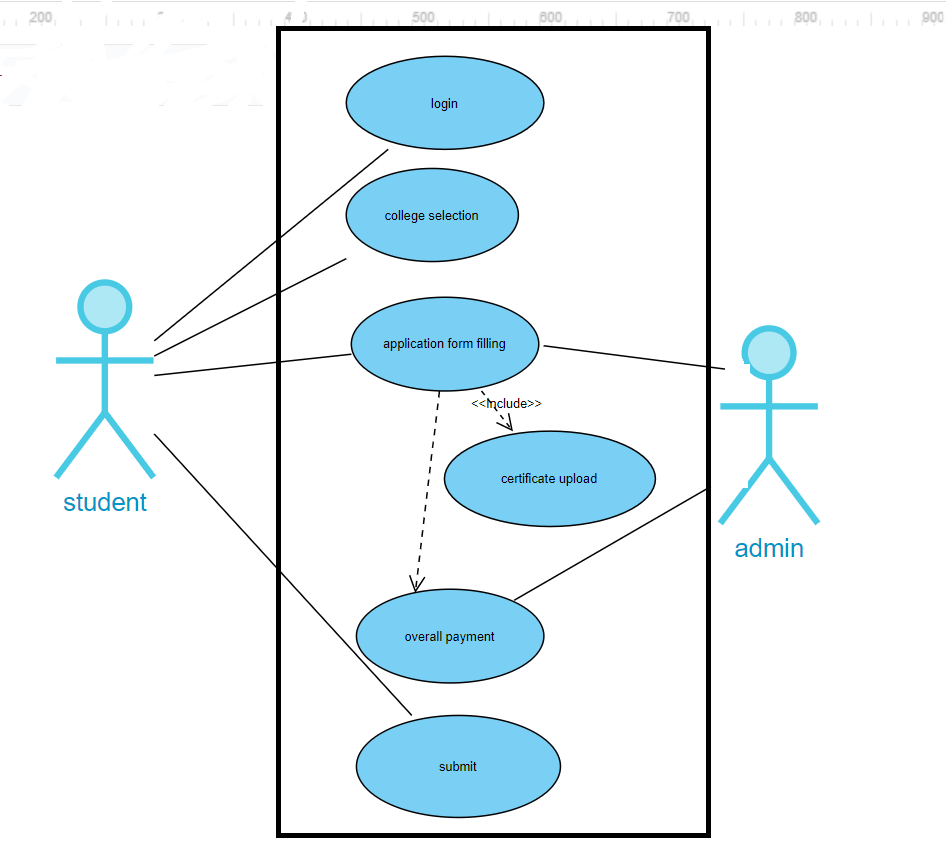 200
500
600
700
800
900
login
college selection
application form filling
<<Include>>
certificate upload
student
admin
overall payment
submit